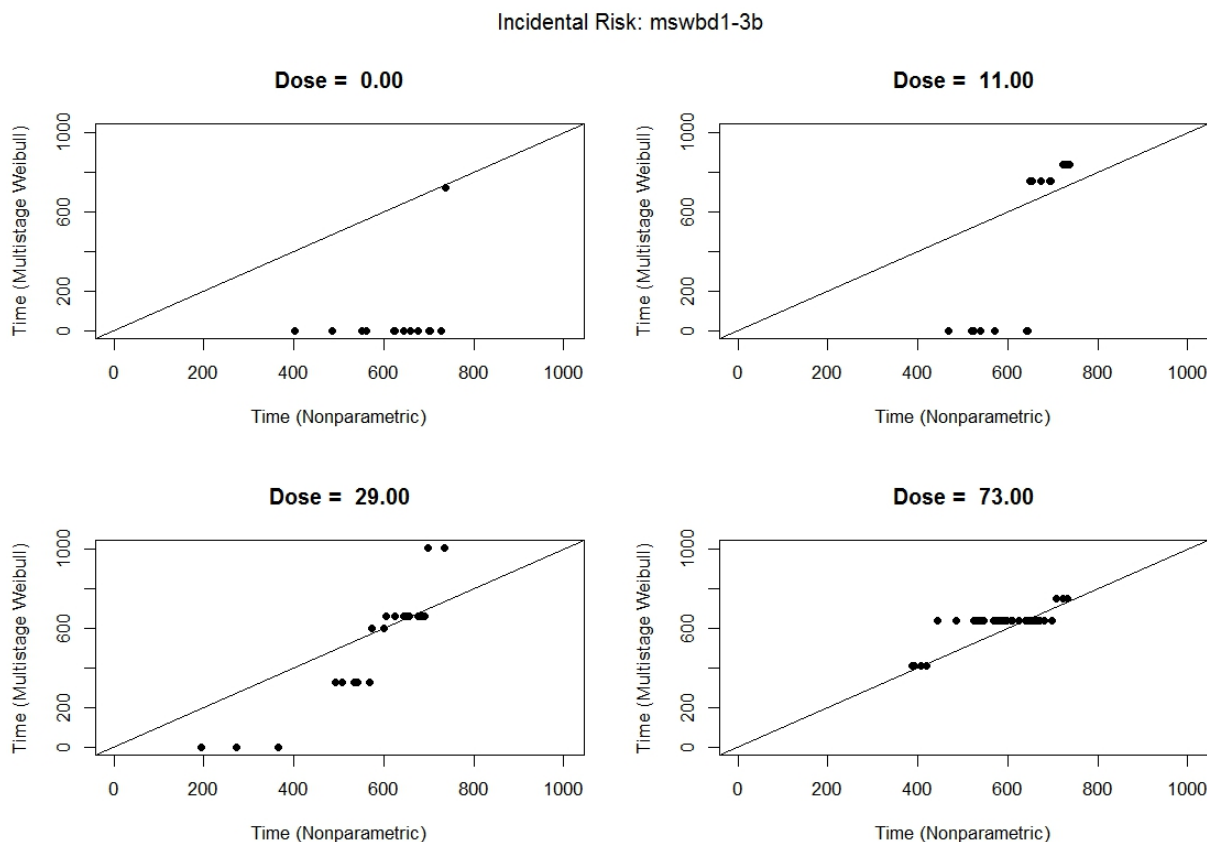 Incidental Risk: mswbd1-3b
Dose = 0.00
Time (Multistage Weibull)
1000
600
200
0
0 200 400 600 800 1000
Time (Nonparametric)
Dose = 11.00
Time (Multistage Weibull)
1000
600
200
0
0 200 400 600 800 1000
Time (Nonparametric)
Dose = 29.00
Time (Multistage Weibull)
1000
600
200
0
0 200 400 600 800 1000
Time (Nonparametric)
Dose = 73.00
Time (Multistage Weibull)
1000
600
200
0
0 200 400 600 800 1000
Time (Nonparametric)